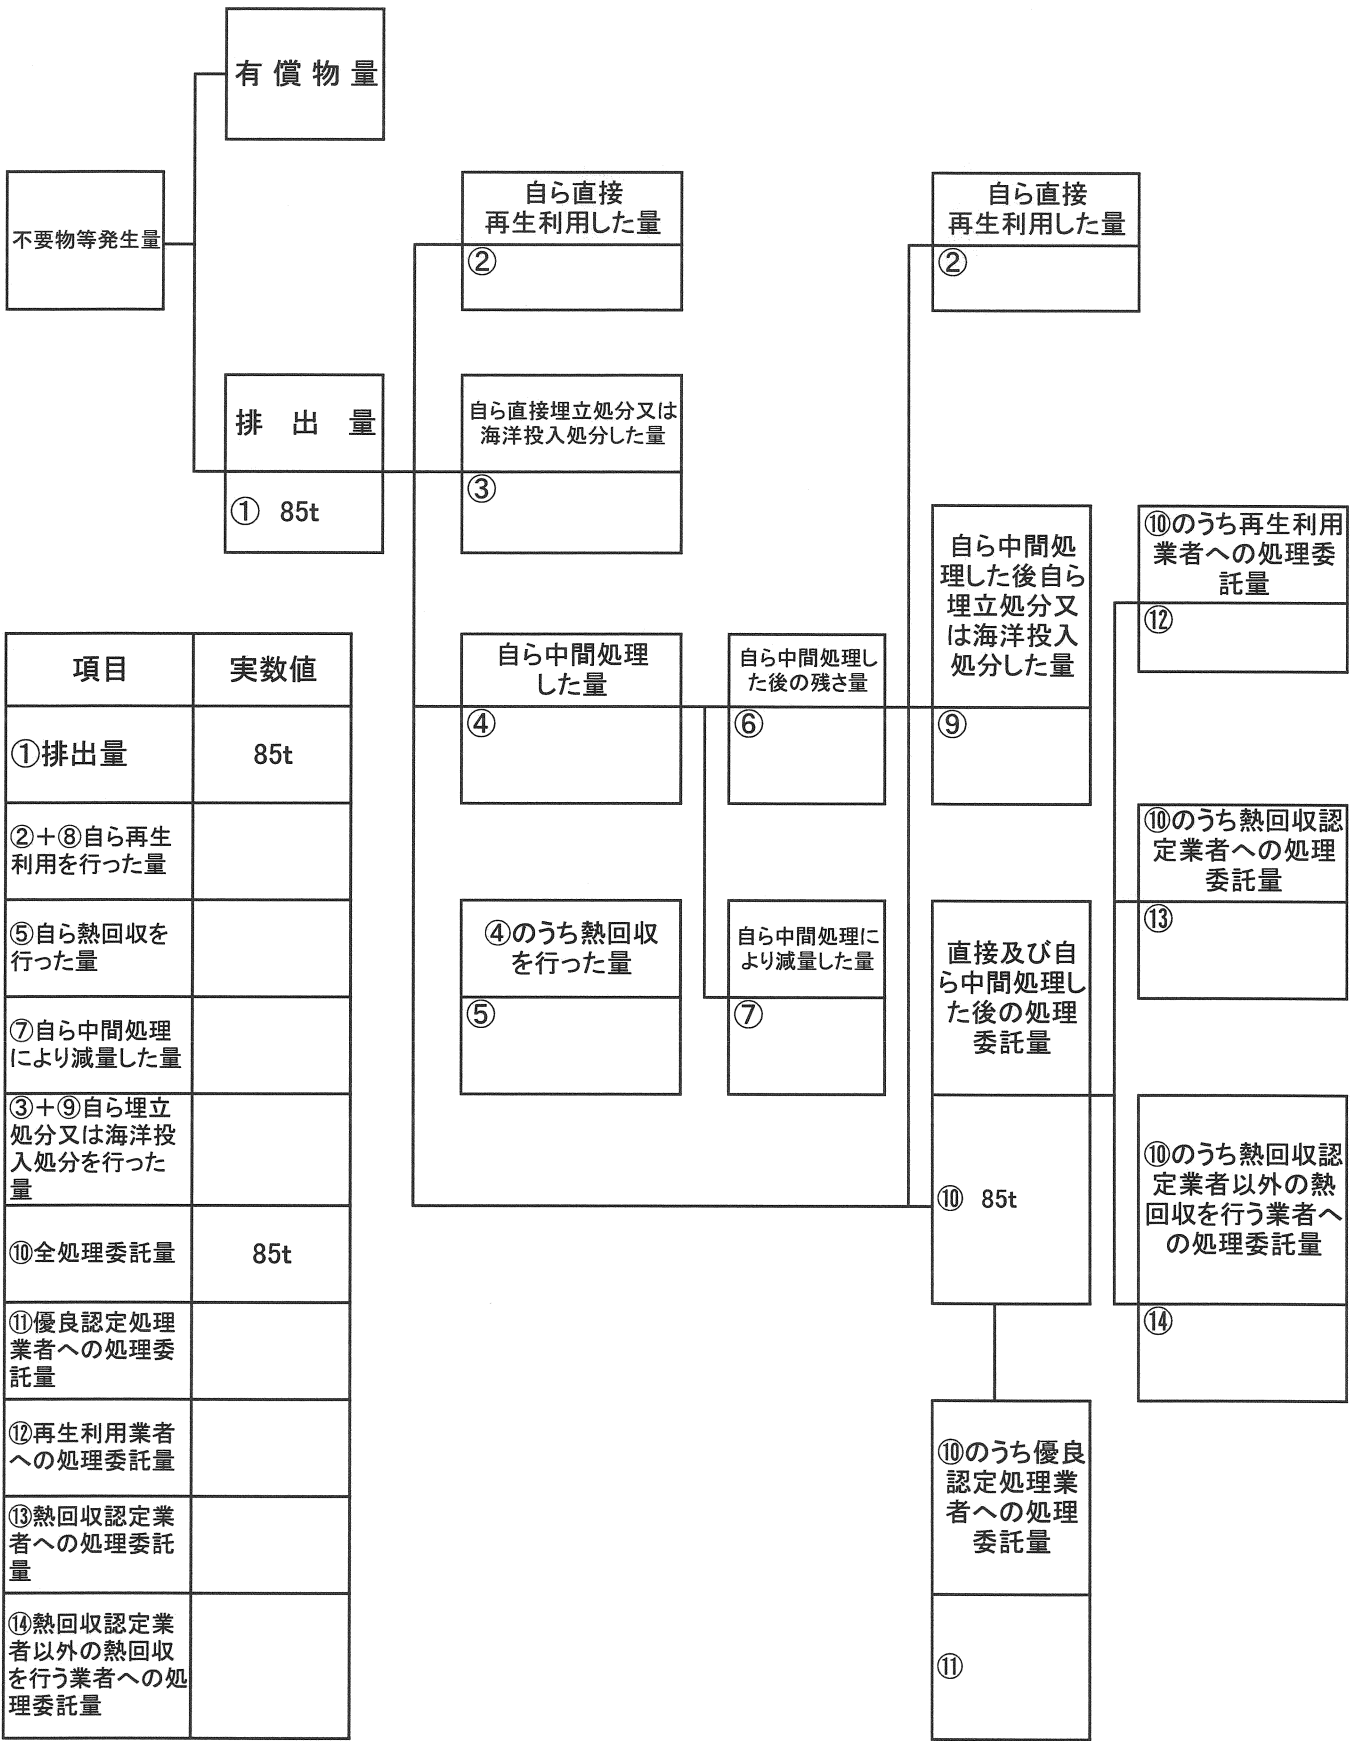 有償物量
不要物等発生量
自ら直接
再生利用した量
②
自ら直接
再生利用した量
②
排出量
① 85t
自ら直接埋立処分又は
海洋投入処分した量
③
自ら中間処理
した量
④
自ら中間処理し
た後の残さ量
⑥
自ら中間処
理した後自ら
埋立処分又
は海洋投入
処分した量
⑨
⑩のうち再生利用
業者への処理委
託量
⑫
④のうち熱回収
を行った量
⑤
自ら中間処理に
より減量した量
⑦
直接及び自
ら中間処理し
た後の処理
委託量
⑩ 85t
⑩のうち熱回収認
定業者への処理
委託量
⑬
⑩のうち熱回収認
定業者以外の熱
回収を行う業者へ
の処理委託量
⑭
⑩のうち優良
認定処理業
者への処理
委託量
⑪
項目 実数値
①排出量 85t
②＋⑧自ら再生
利用を行った量
⑤自ら熱回収を
行った量
⑦自ら中間処理
により減量した量
③＋⑨自ら埋立
処分又は海洋投
入処分を行った
量
⑩全処理委託量 85t
⑪優良認定処理
業者への処理委
託量
⑫再生利用業者
への処理委託量
⑬熱回収認定業
者への処理委託
量
⑭熱回収認定業
者以外の熱回収
を行う業者への処
理委託量